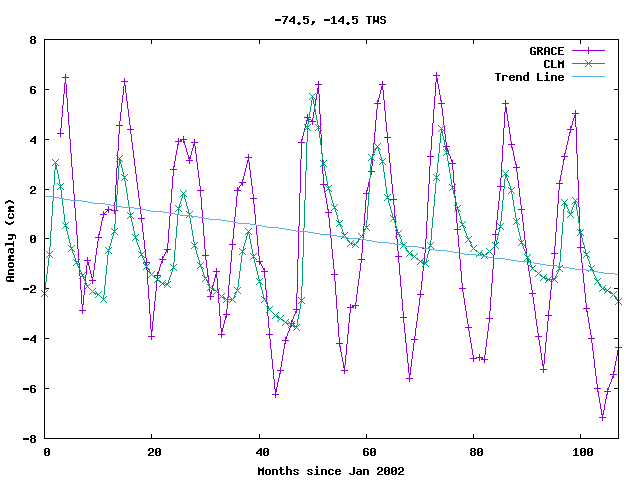 -74.5, -14.5 TWS
GRACE
CLM
Trend Line
8
6
4
2
0
-2
-4
-6
-8
Anomaly (cm)
0 20 40 60 80 100
Months since Jan 2002